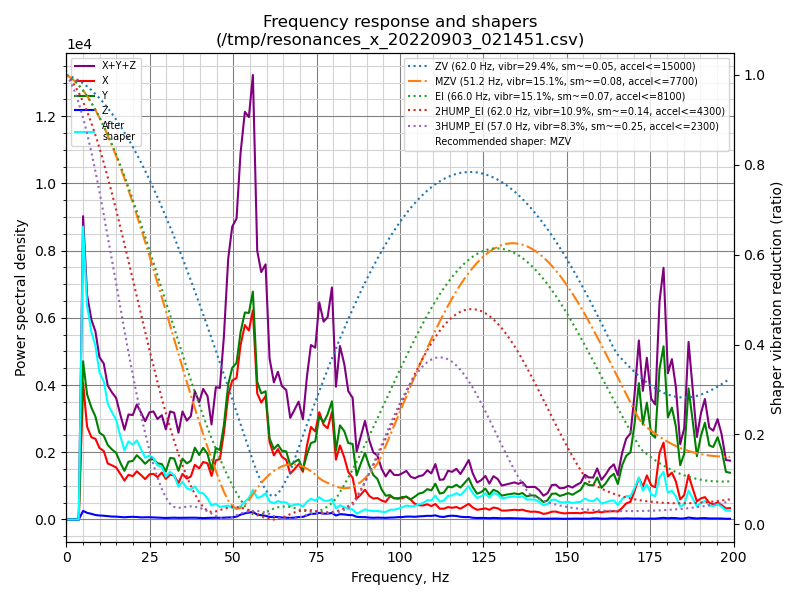 Frequency response and shapers
(/tmp/resonances_x_20220903_021451.csv)
1e4
X+Y+Z
X
Y
Z
After
shaper
ZV (62.0 Hz, vibr=29.4%, sm~=0.05, accel<=15000)
MZV (51.2 Hz, vibr=15.1%, sm~=0.08, accel<=7700)
EI (66.0 Hz, vibr=15.1%, sm~=0.07, accel<=8100)
2HUMP_EI (62.0 Hz, vibr=10.9%, sm~=0.14, accel<=4300)
3HUMP_EI (57.0 Hz, vibr=8.3%, sm~=0.25, accel<=2300)
Recommended shaper: MZV
1.2
1.0
0.8
0.6
0.4
0.2
0.0
Power spectral density
1.0
0.8
0.6
0.4
0.2
0.0
Shaper vibration reduction (ratio)
0 25 50 75 100 125 150 175 200
Frequency, Hz